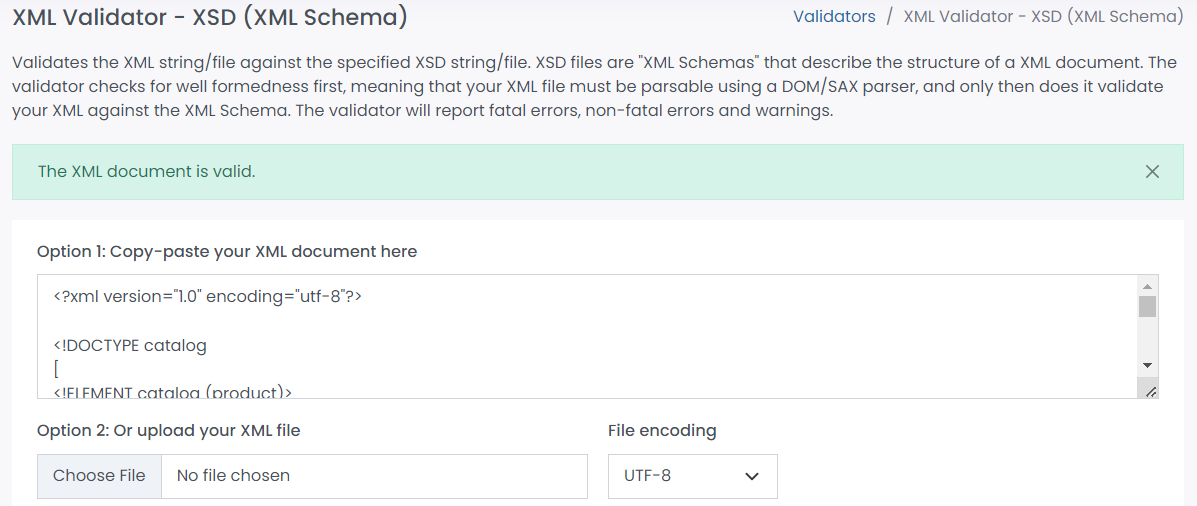 XML Validator - XSD (XML Schema)
Validators / XML Validator - XSD (XML Schema)
Validates the XML string/file against the specified XSD string/file. XSD files are "XML Schemas" that describe the structure of a XML document. The
validator checks for well formedness first, meaning that your XML file must be parsable using a DOM/SAX parser, and only then does it validate
your XML against the XML Schema. The validator will report fatal errors, non-fatal errors and warnings.
The XML document is valid.
Option 1: Copy-paste your XML document here
<?xml version="1.0" encoding="utf-8"?>
<!DOCTYPE catalog
[
<!ELEMENT catalog (product)>
Option 2: Or upload your XML file
File encoding
Choose File No file chosen
UTF-8